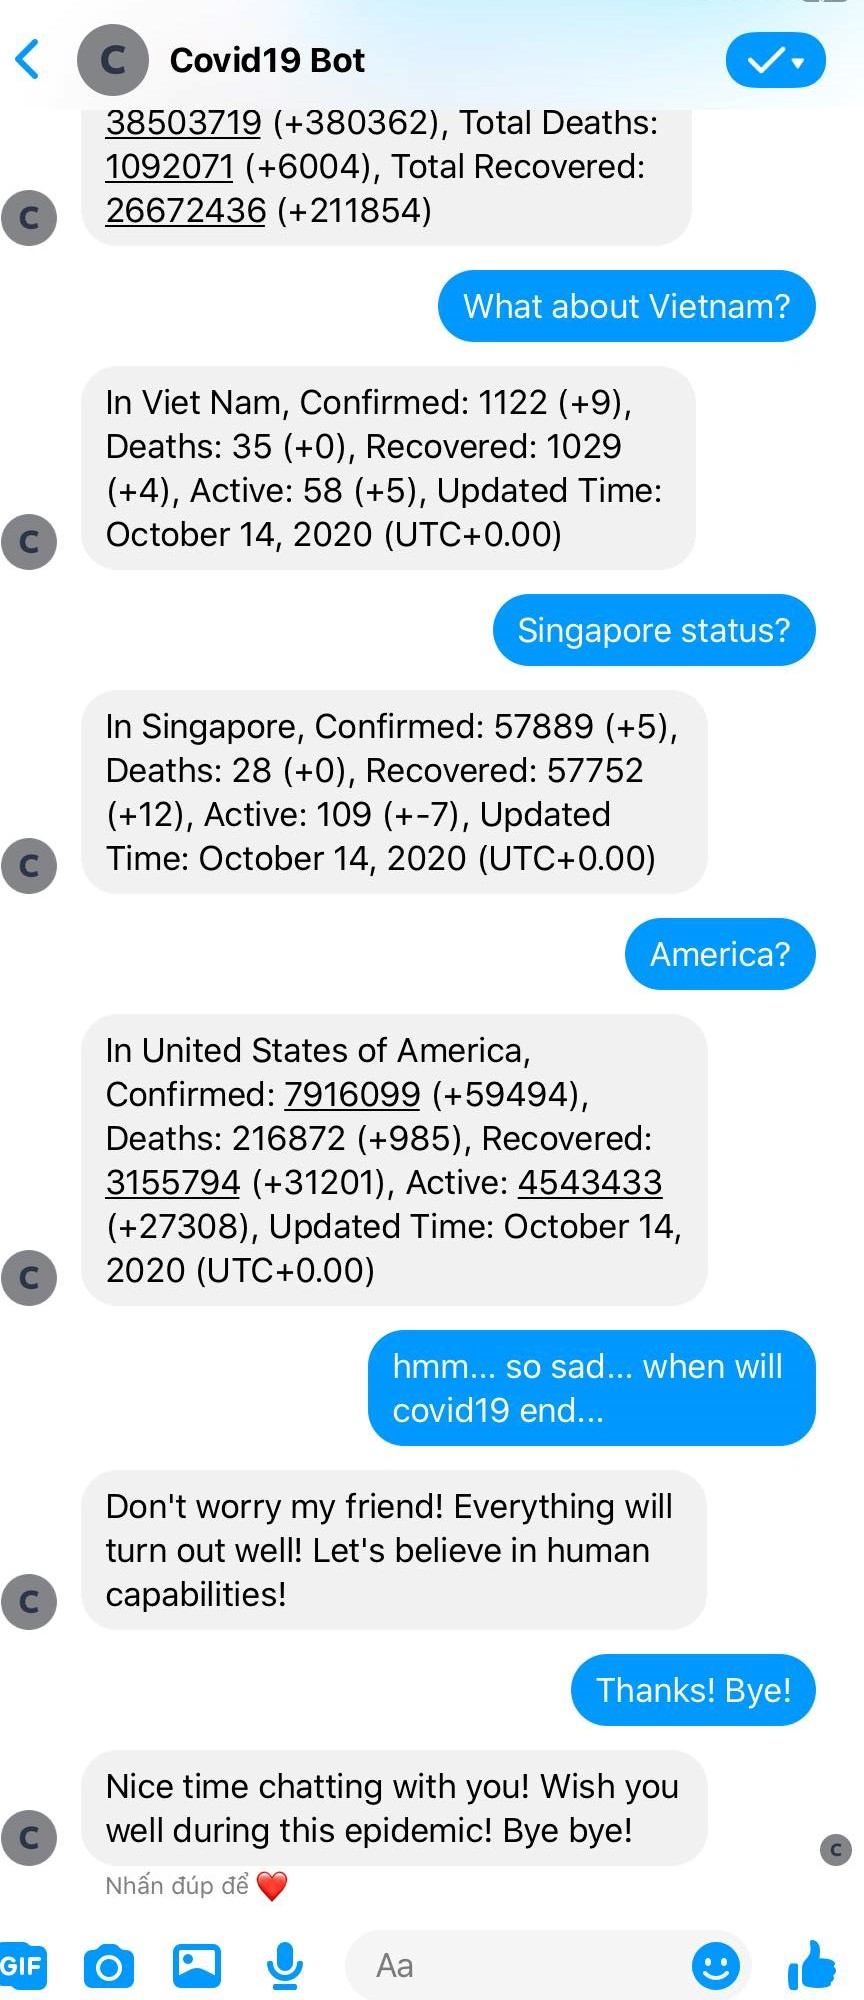 C
Covid19 Bot
38503719 (+380362), Total Deaths:
1092071 (+6004), Total Recovered:
26672436 (+211854)
C
What about Vietnam?
In Viet Nam, Confirmed: 1122 (+9),
Deaths: 35 (+0), Recovered: 1029
(+4), Active: 58 (+5), Updated Time:
October 14, 2020 (UTC+0.00)
C
Singapore status?
In Singapore, Confirmed: 57889 (+5),
Deaths: 28 (+0), Recovered: 57752
(+12), Active: 109 (+-7), Updated
Time: October 14, 2020 (UTC+0.00)
C
America?
In United States of America,
Confirmed: 7916099 (+59494),
Deaths: 216872 (+985), Recovered:
3155794 (+31201), Active: 4543433
(+27308), Updated Time: October 14,
2020 (UTC+0.00)
C
hmm... so sad... when will
covid19 end...
Don't worry my friend! Everything will
turn out well! Let's believe in human
capabilities!
C
Thanks! Bye!
Nice time chatting with you! Wish you
well during this epidemic! Bye bye!
C
C
Nhấn đúp để ❤️
GIF
Aa